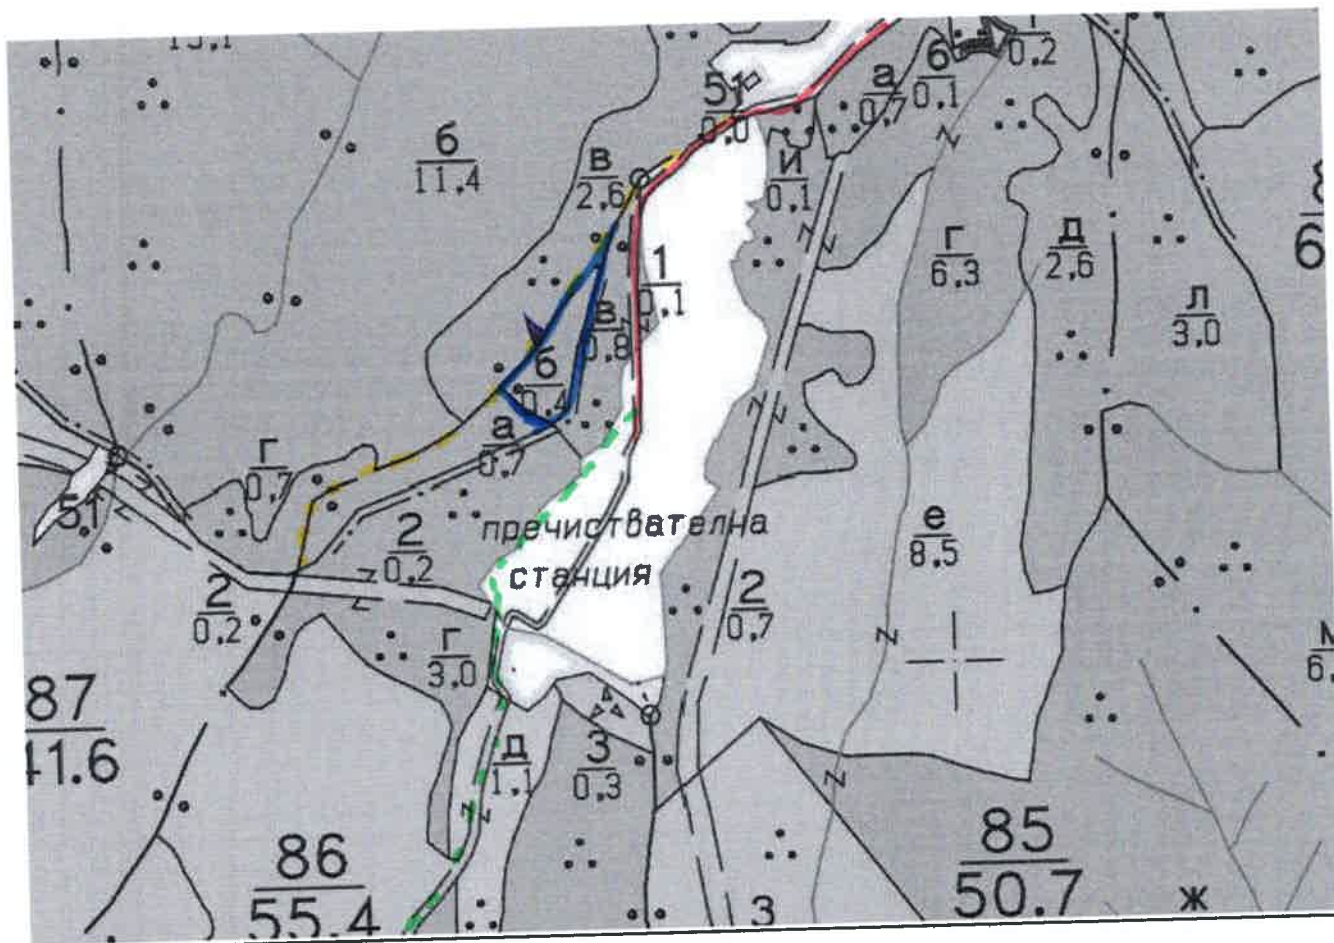 13,1
б
11,4
в
2,6
51
0,0
а
0,7
б
0,1
0,2
и
0,1
г
6,3
д
2,6
л
3,0
6
1
0,1
в
0,8
б
0,4
а
0,7
г
0,7
51
2
0,2
пречиствателна
станция
е
8,5
2
0,2
г
3.0
2
0,7
87
41.6
д
1,1
3
0,3
86
55.4
85
50.7
3
ж